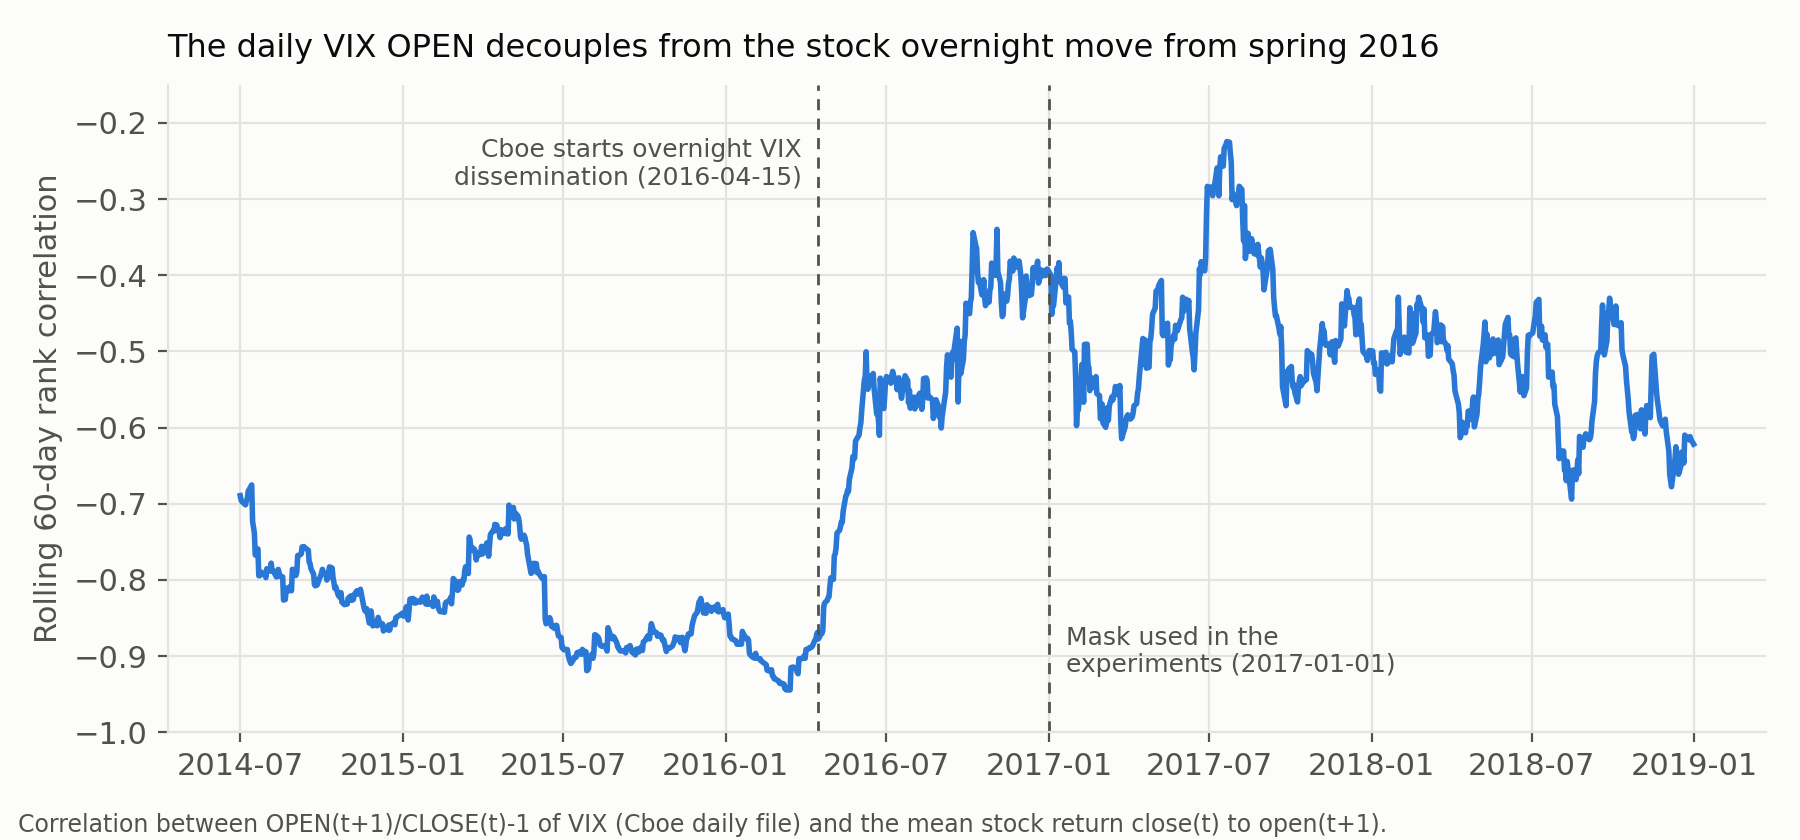 The daily VIX OPEN decouples from the stock overnight move from spring 2016
Rolling 60-day rank correlation
−0.2
−0.3
−0.4
−0.5
−0.6
−0.7
−0.8
−0.9
−1.0
Cboe starts overnight VIX
dissemination (2016-04-15)
Mask used in the
experiments (2017-01-01)
2014-07
2015-01
2015-07
2016-01
2016-07
2017-01
2017-07
2018-01
2018-07
2019-01
Correlation between OPEN(t+1)/CLOSE(t)-1 of VIX (Cboe daily file) and the mean stock return close(t) to open(t+1).